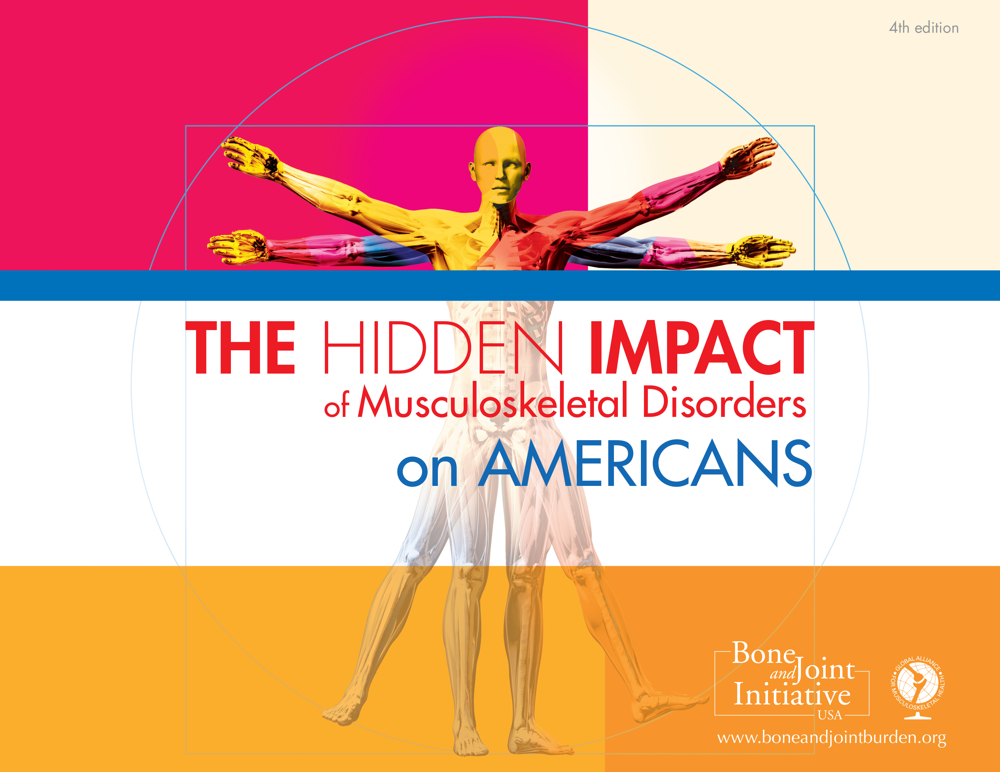 4th edition
THE HIDDEN IMPACT
of Musculoskeletal Disorders
on AMERICANS
Bone
and Joint
Initiative
USA
GLOBAL ALLIANCE
FOR MUSCULOSKELETAL HEALTH
www.boneandjointburden.org